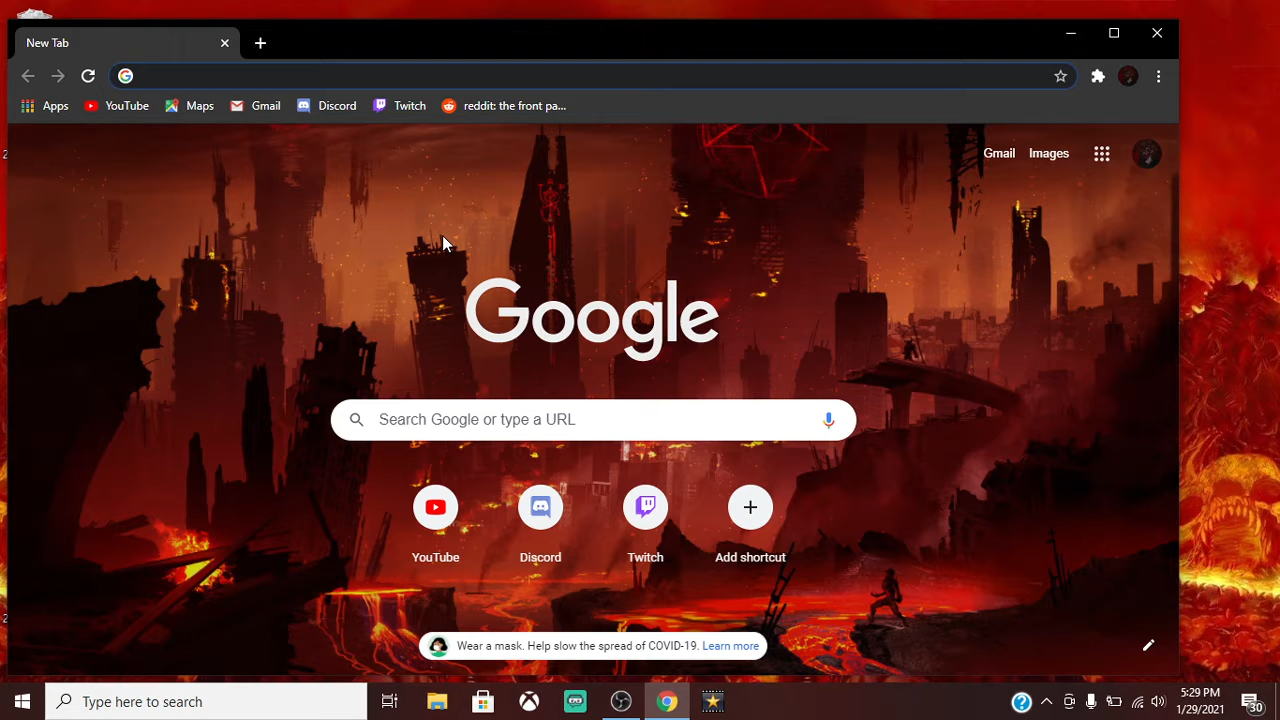 New Tab
Apps YouTube Maps Gmail Discord Twitch reddit: the front pa...
Gmail Images
Google
Search Google or type a URL
YouTube Discord Twitch Add shortcut
Wear a mask. Help slow the spread of COVID-19. Learn more
Type here to search
5:29 PM
1/29/2021
30